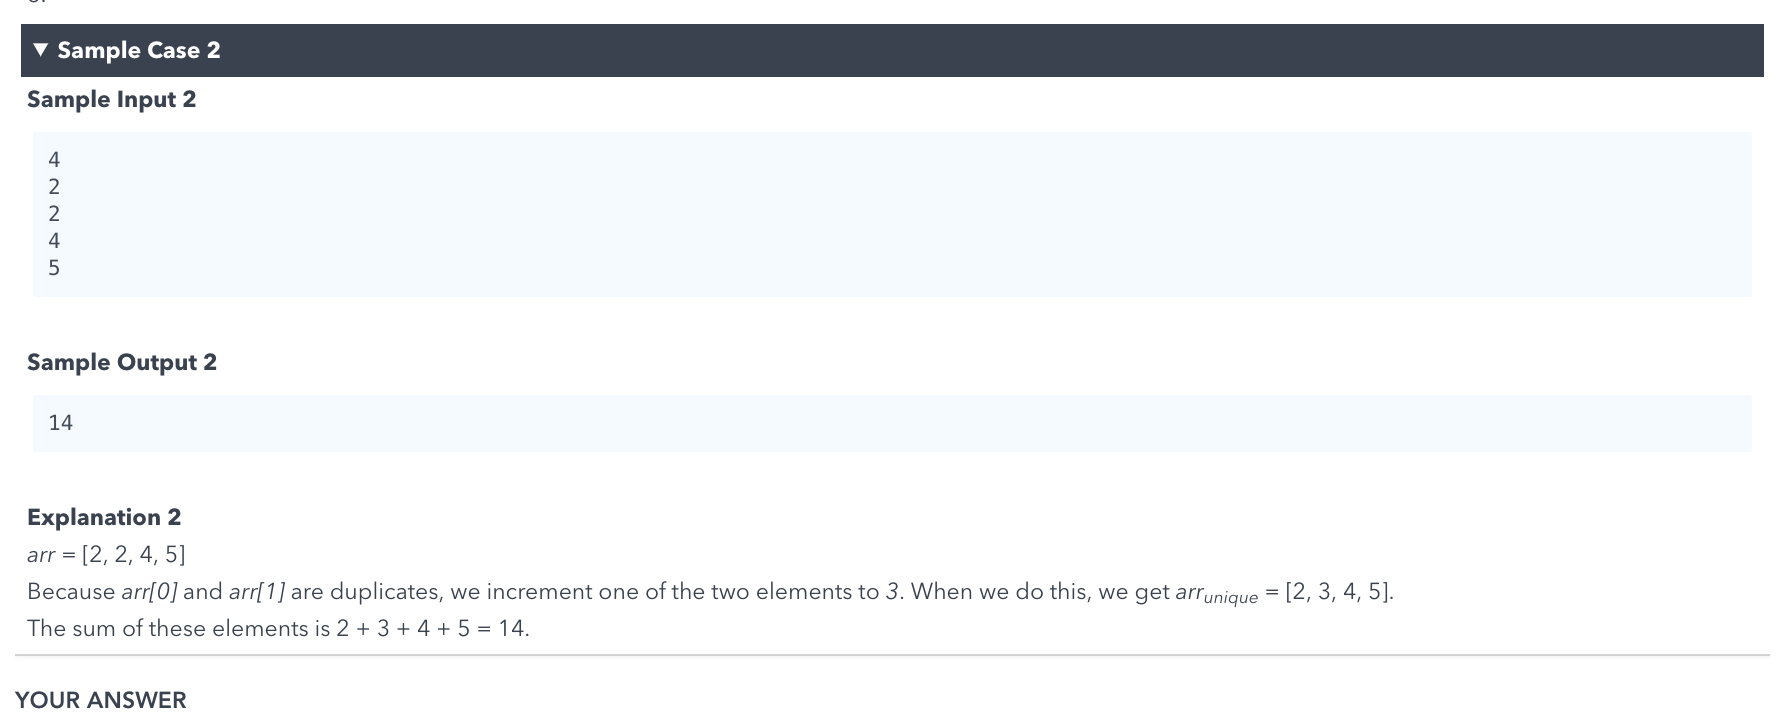 ▼ Sample Case 2
Sample Input 2
4
2
2
4
5
Sample Output 2
14
Explanation 2
arr = [2, 2, 4, 5]
Because arr[0] and arr[1] are duplicates, we increment one of the two elements to 3. When we do this, we get arrunique = [2, 3, 4, 5].
The sum of these elements is 2 + 3 + 4 + 5 = 14.
YOUR ANSWER